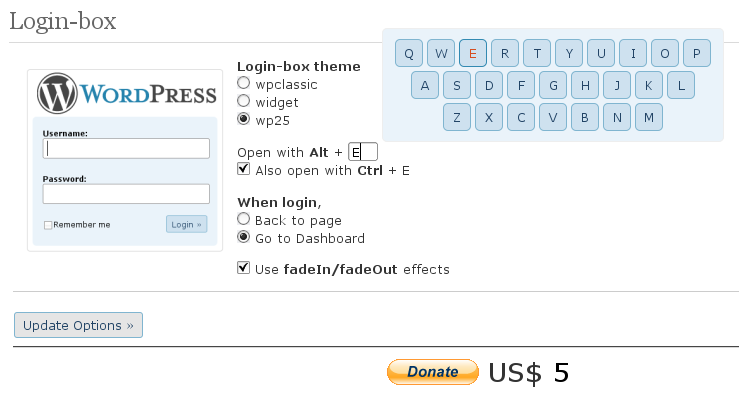 Login-box
Q W E R T Y U I O P
A S D F G H J K L
Z X C V B N M
WORDPRESS
Username:
Password:
Remember me
Login »
Login-box theme
wpclassic
widget
wp25
Open with Alt + E
Also open with Ctrl + E
When login,
Back to page
Go to Dashboard
Use fadeIn/fadeOut effects
Update Options »
Donate US$ 5